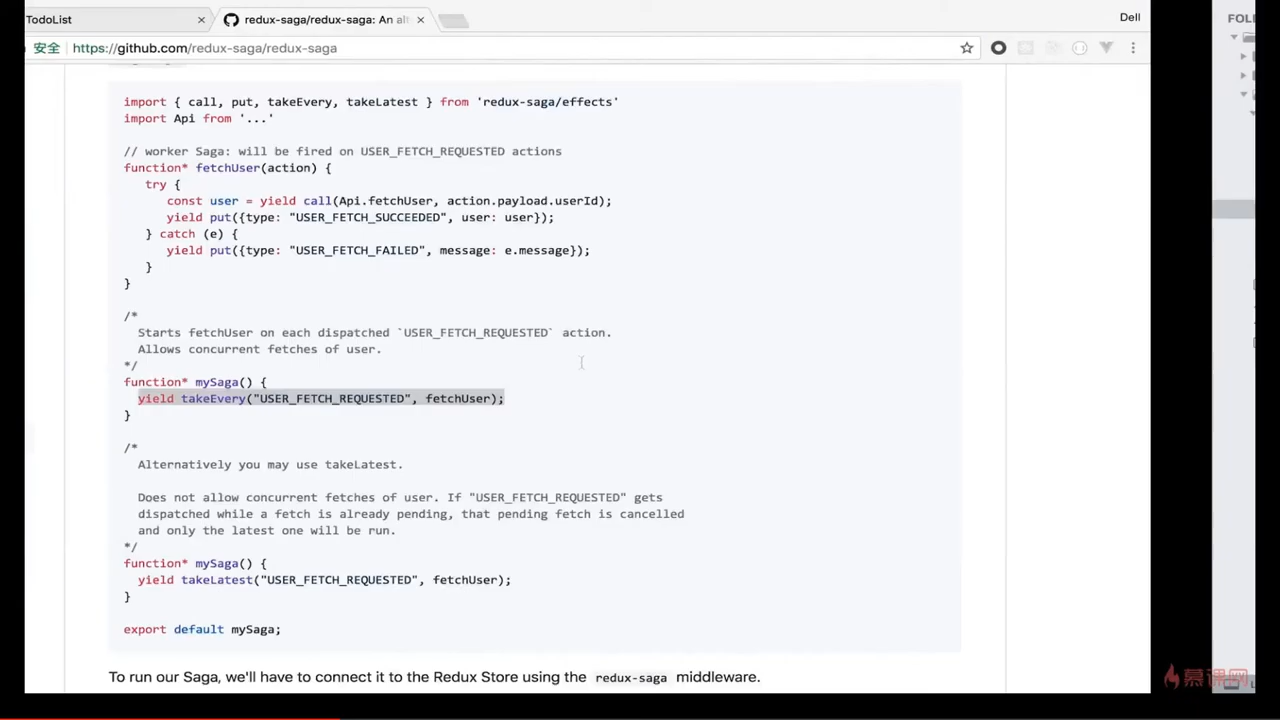 TodoList
redux-saga/redux-saga: An alt
Dell
安全 https://github.com/redux-saga/redux-saga
import { call, put, takeEvery, takeLatest } from 'redux-saga/effects'
import Api from '...'
// worker Saga: will be fired on USER_FETCH_REQUESTED actions
function* fetchUser(action) {
   try {
      const user = yield call(Api.fetchUser, action.payload.userId);
      yield put({type: "USER_FETCH_SUCCEEDED", user: user});
   } catch (e) {
      yield put({type: "USER_FETCH_FAILED", message: e.message});
   }
}
/*
  Starts fetchUser on each dispatched `USER_FETCH_REQUESTED` action.
  Allows concurrent fetches of user.
*/
function* mySaga() {
  yield takeEvery("USER_FETCH_REQUESTED", fetchUser);
}
/*
  Alternatively you may use takeLatest.
  Does not allow concurrent fetches of user. If "USER_FETCH_REQUESTED" gets
  dispatched while a fetch is already pending, that pending fetch is cancelled
  and only the latest one will be run.
*/
function* mySaga() {
  yield takeLatest("USER_FETCH_REQUESTED", fetchUser);
}
export default mySaga;
To run our Saga, we'll have to connect it to the Redux Store using the redux-saga middleware.
FOL
慕课网